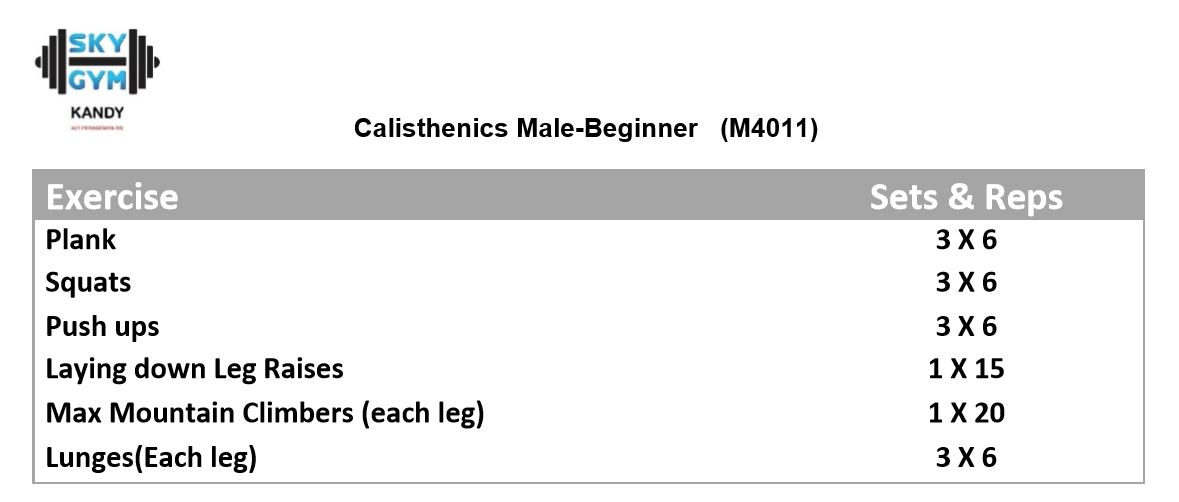 SKY
GYM
KANDY
Calisthenics Male-Beginner (M4011)
Exercise Sets & Reps
Plank 3 X 6
Squats 3 X 6
Push ups 3 X 6
Laying down Leg Raises 1 X 15
Max Mountain Climbers (each leg) 1 X 20
Lunges(Each leg) 3 X 6